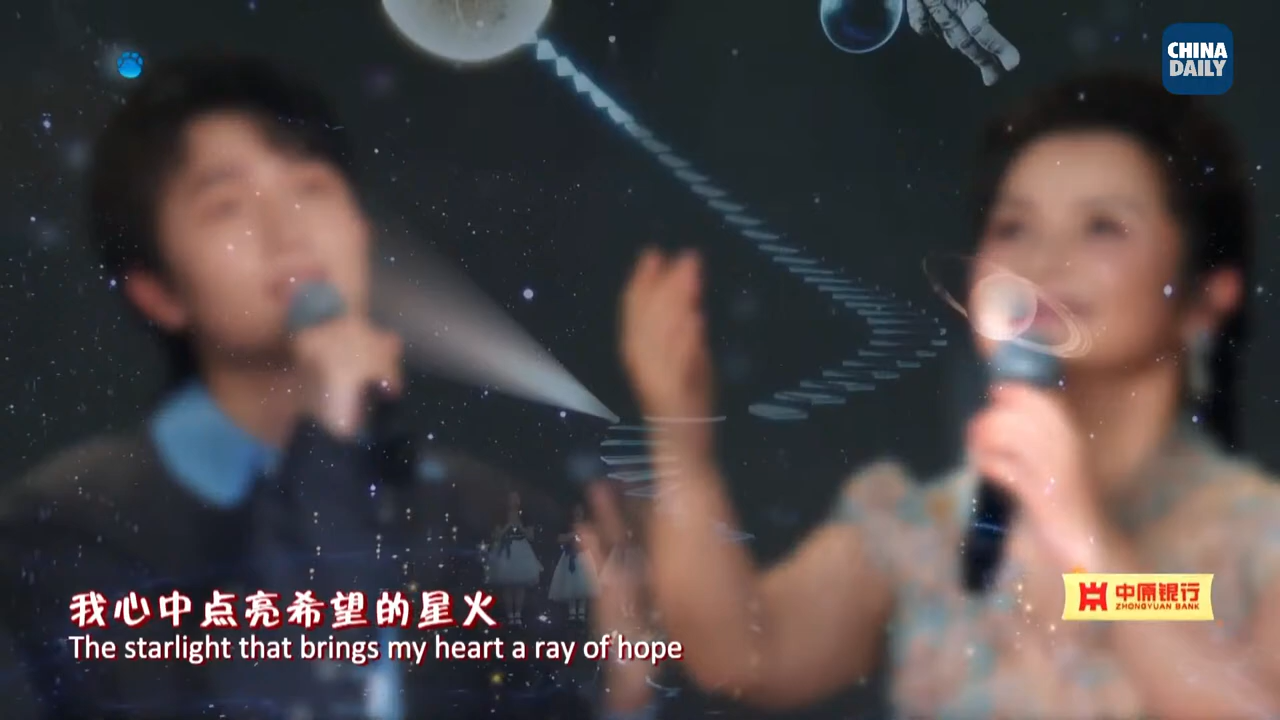 CHINA
DAILY
中原银行
ZHONGYUAN BANK
我心中点亮希望的星火
The starlight that brings my heart a ray of hope